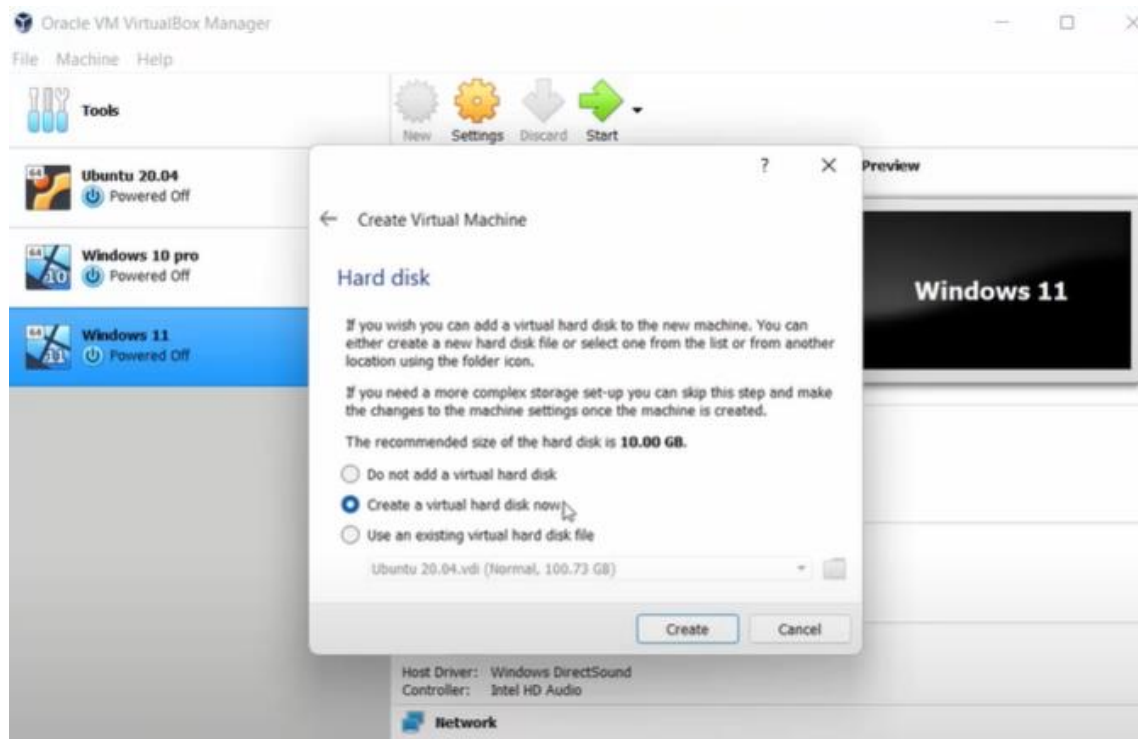 Oracle VM VirtualBox Manager
File Machine Help
Tools
New Settings Discard Start
64
Ubuntu 20.04
Powered Off
64
10
Windows 10 pro
Powered Off
64
11
Windows 11
Powered Off
?
Create Virtual Machine
Hard disk
If you wish you can add a virtual hard disk to the new machine. You can
either create a new hard disk file or select one from the list or from another
location using the folder icon.
If you need a more complex storage set-up you can skip this step and make
the changes to the machine settings once the machine is created.
The recommended size of the hard disk is 10.00 GB.
Do not add a virtual hard disk
Create a virtual hard disk now
Use an existing virtual hard disk file
Ubuntu 20.04.vdi (Normal, 100.73 GB)
Create Cancel
Preview
Windows 11
Host Driver: Windows DirectSound
Controller: Intel HD Audio
Network